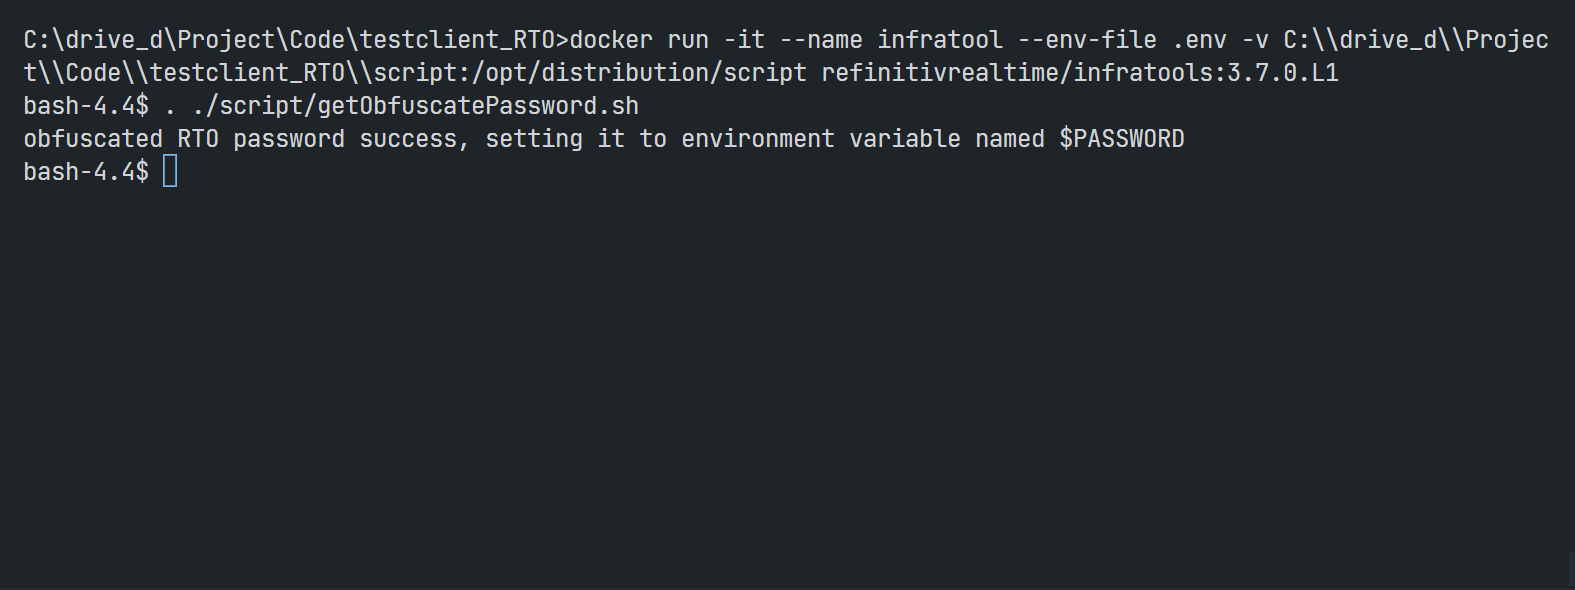 C:\drive_d\Project\Code\testclient_RTO>docker run -it --name infratool --env-file .env -v C:\\drive_d\\Projec
t\\Code\\testclient_RTO\\script:/opt/distribution/script refinitivrealtime/infratools:3.7.0.L1
bash-4.4$ . ./script/getObfuscatePassword.sh
obfuscated RTO password success, setting it to environment variable named $PASSWORD
bash-4.4$